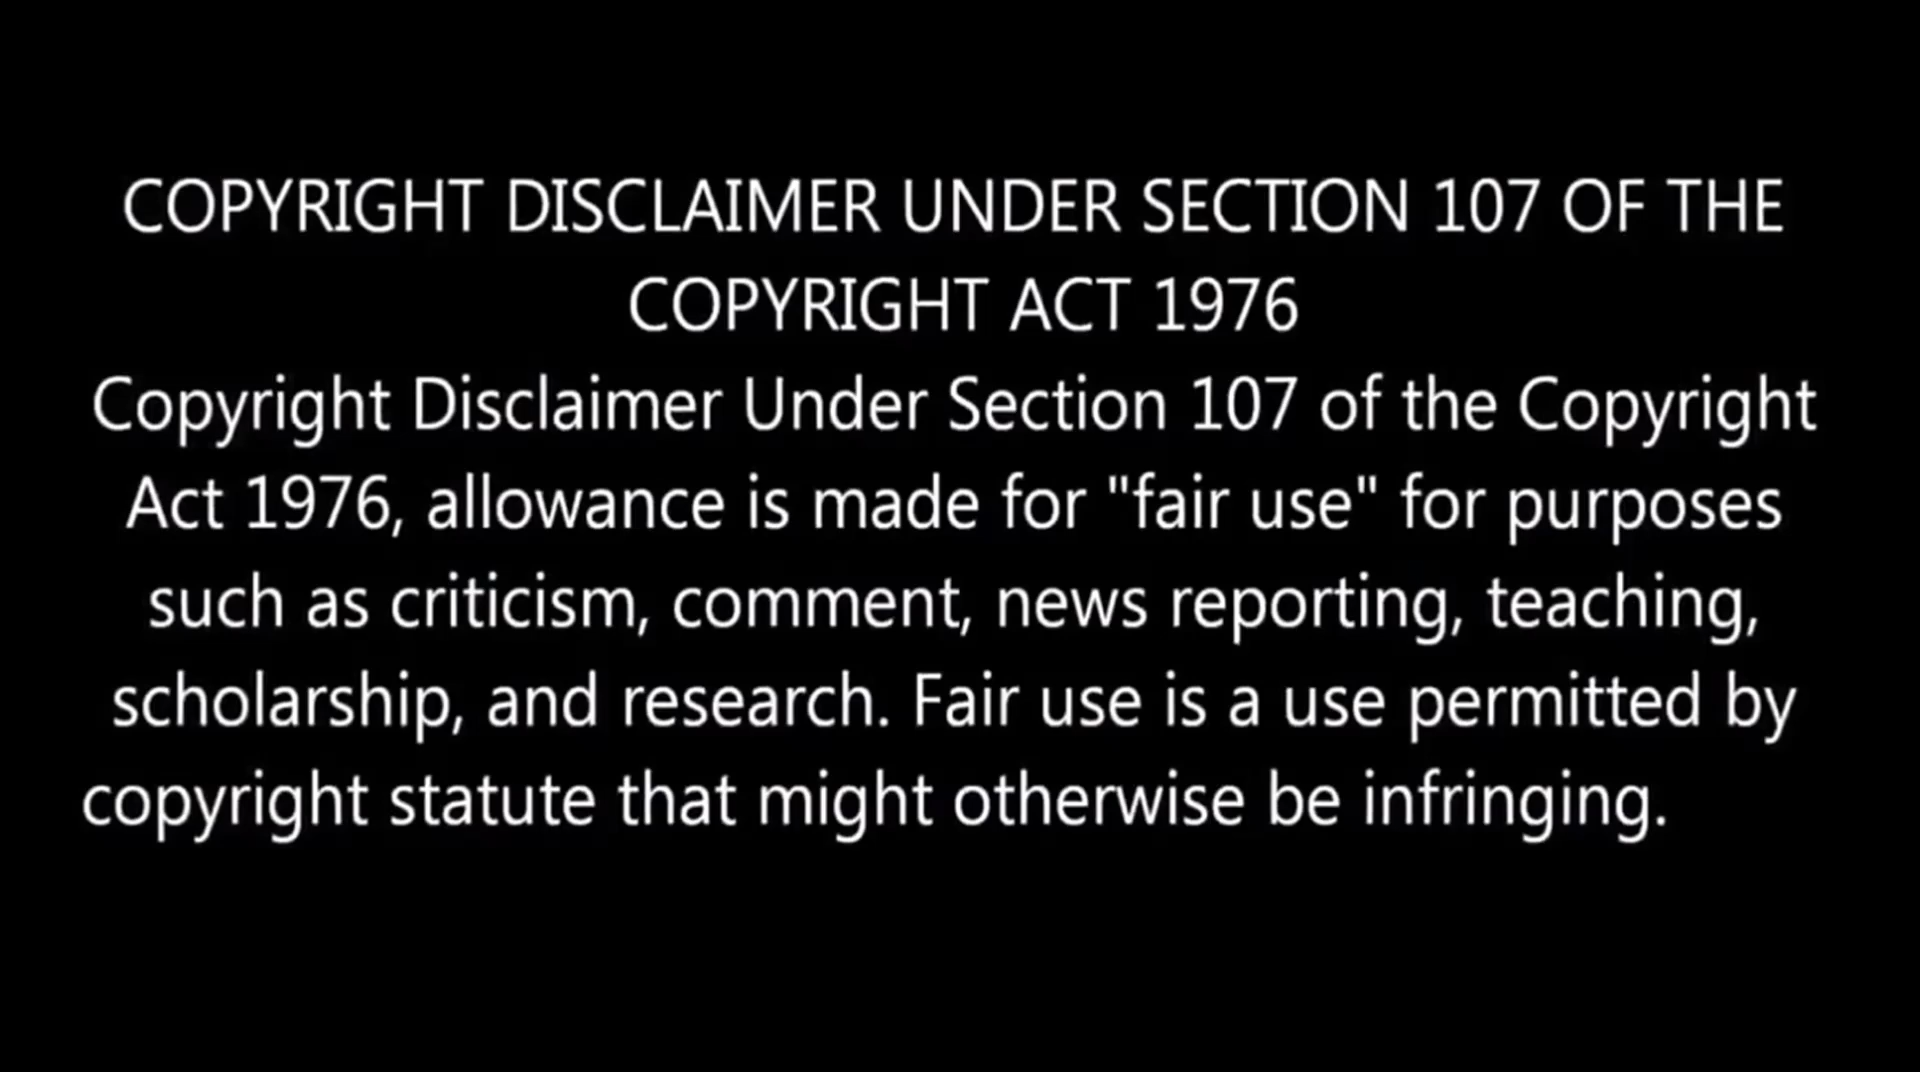 COPYRIGHT DISCLAIMER UNDER SECTION 107 OF THE
COPYRIGHT ACT 1976
Copyright Disclaimer Under Section 107 of the Copyright
Act 1976, allowance is made for "fair use" for purposes
such as criticism, comment, news reporting, teaching,
scholarship, and research. Fair use is a use permitted by
copyright statute that might otherwise be infringing.